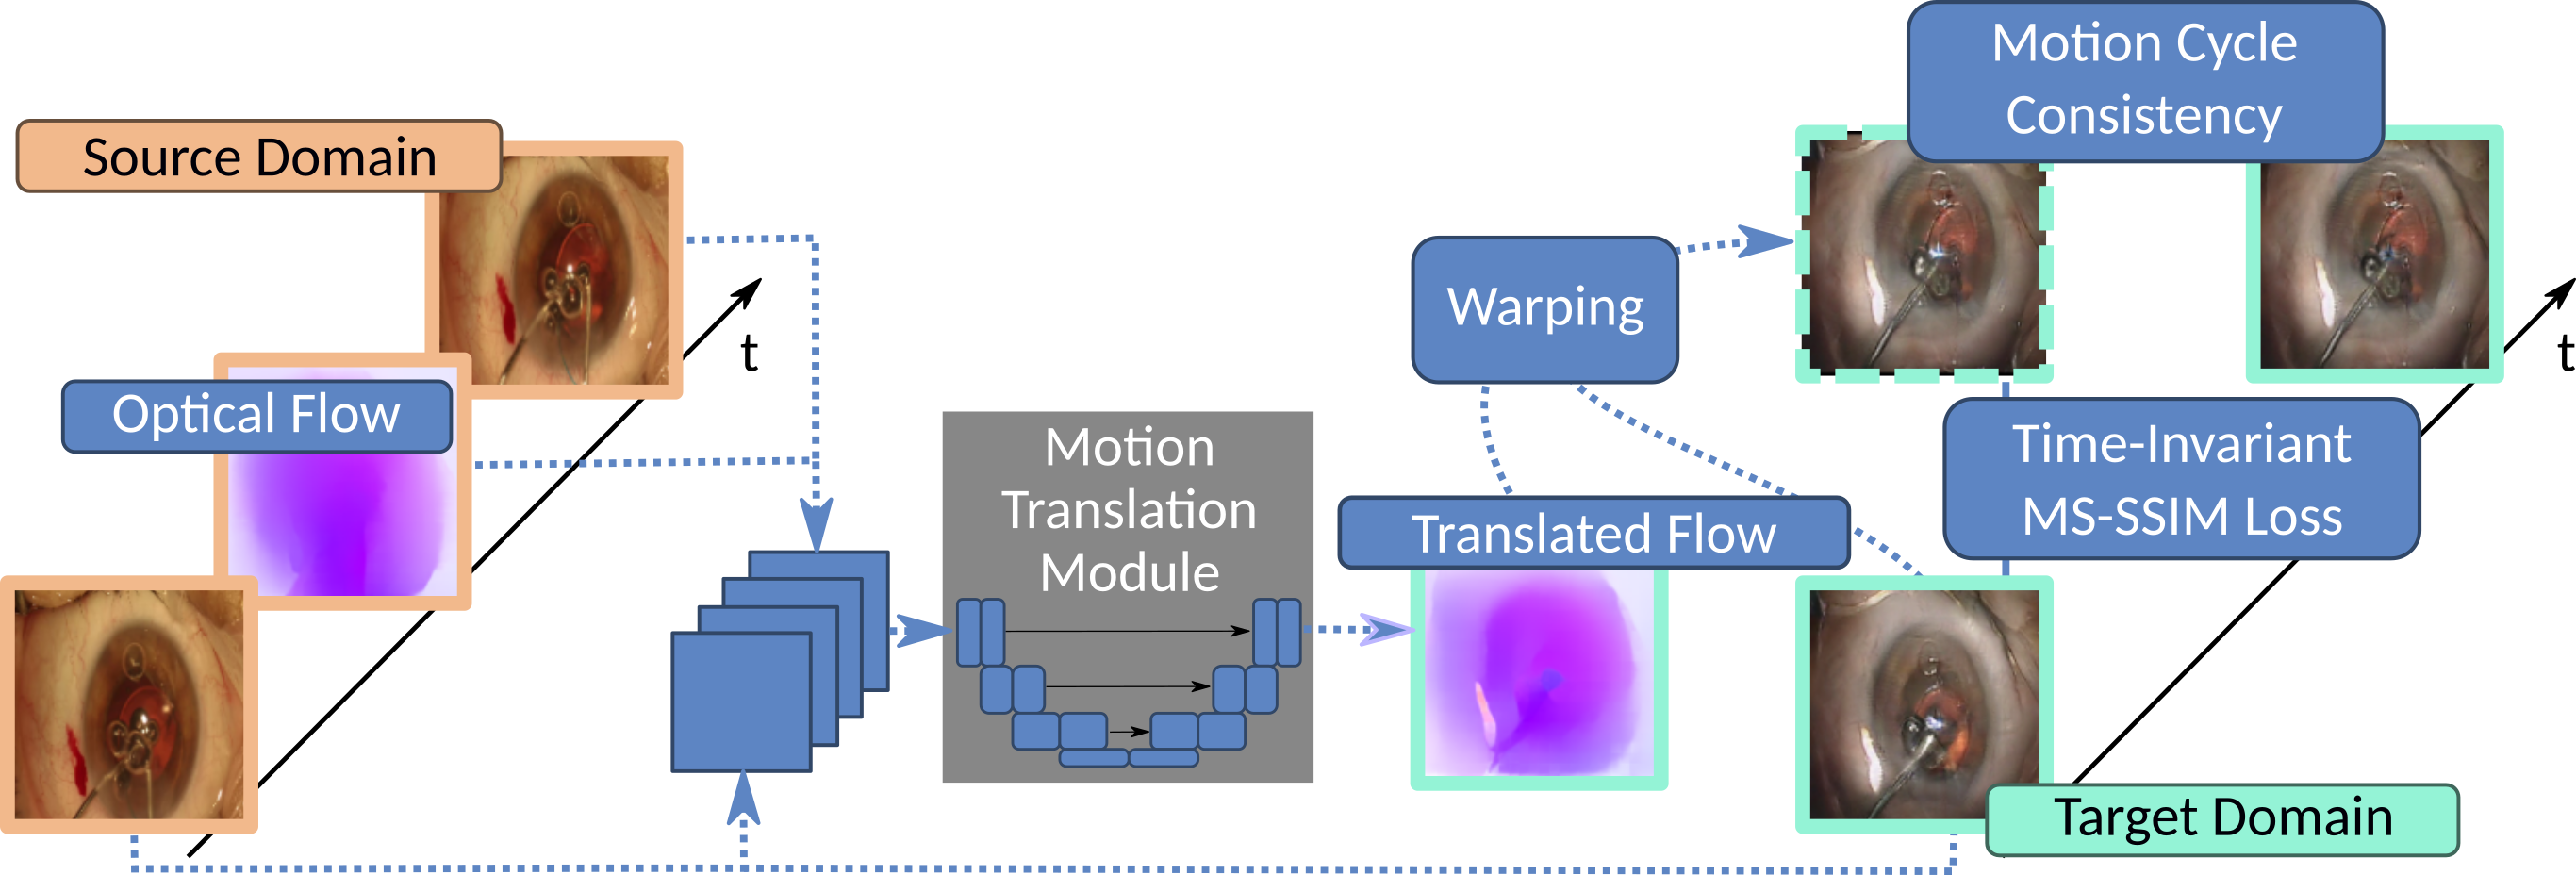 Source Domain
Optical Flow
t
Motion
Translation
Module
Warping
Translated Flow
Motion Cycle
Consistency
Time-Invariant
MS-SSIM Loss
t
Target Domain